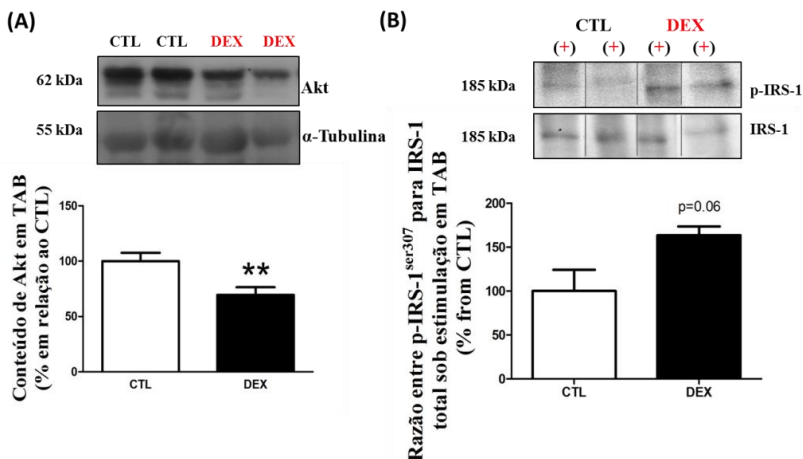 (A)
CTL CTL DEX DEX
62 kDa
Akt
55 kDa
α-Tubulina
Conteúdo de Akt em TAB
(% em relação ao CTL)
150
100
50
0
**
CTL DEX
(B)
CTL DEX
(+) (+) (+) (+)
185 kDa
p-IRS-1
185 kDa
IRS-1
Razão entre p-IRS-1ser307 para IRS-1
total sob estimulação em TAB
(% from CTL)
200
150
100
50
0
p=0.06
CTL DEX